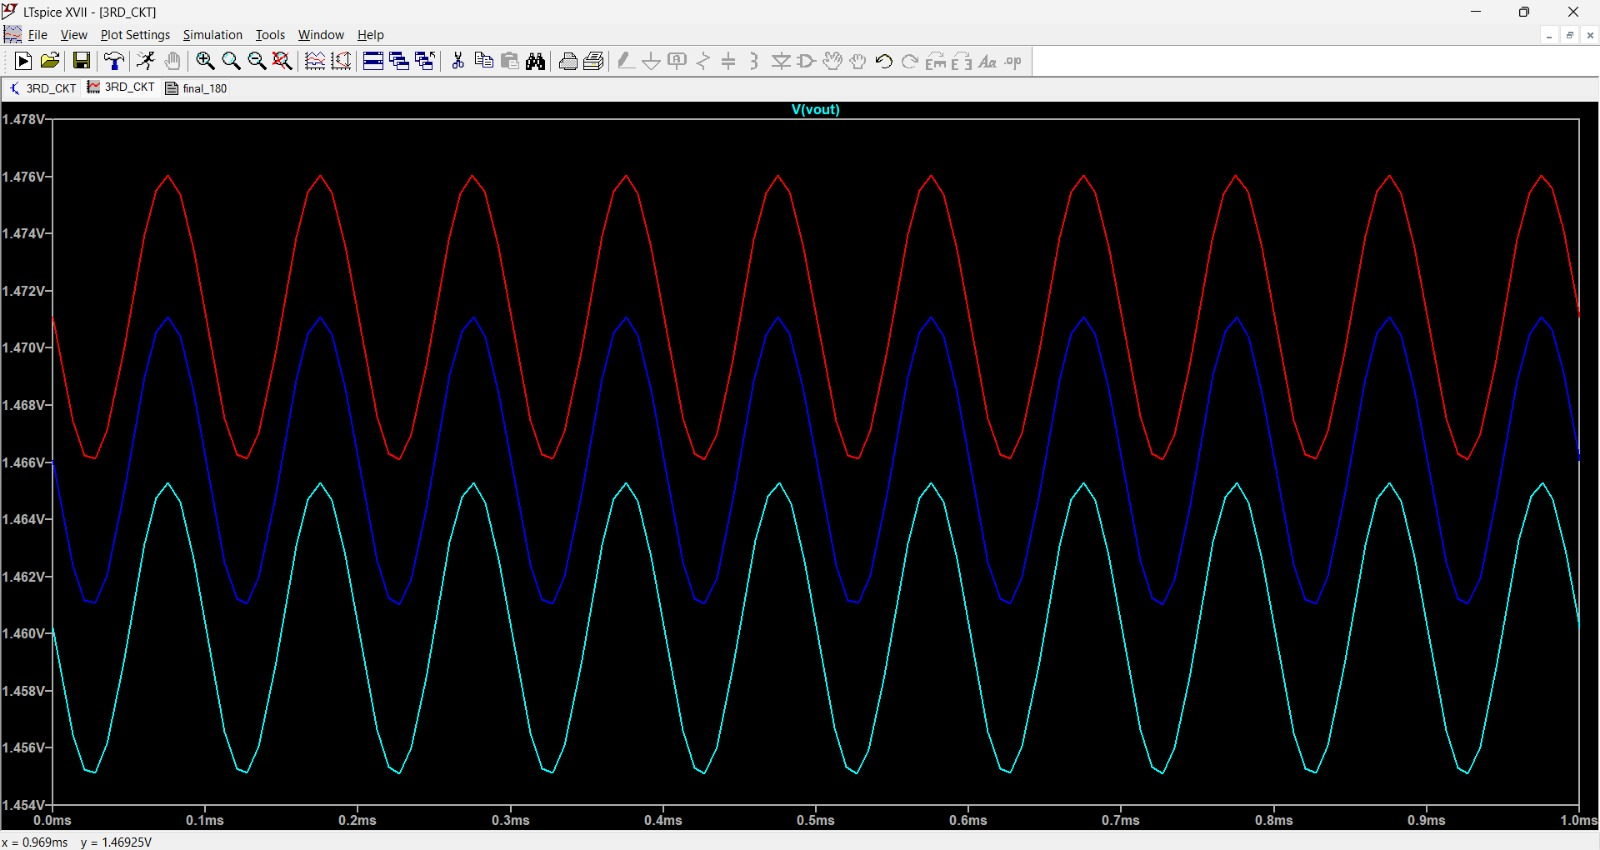 LTspice XVII - [3RD_CKT]
File View Plot Settings Simulation Tools Window Help
3RD_CKT 3RD_CKT final_180
V(vout)
1.478V
1.476V
1.474V
1.472V
1.470V
1.468V
1.466V
1.464V
1.462V
1.460V
1.458V
1.456V
1.454V
0.0ms 0.1ms 0.2ms 0.3ms 0.4ms 0.5ms 0.6ms 0.7ms 0.8ms 0.9ms 1.0ms
x = 0.969ms y = 1.46925V